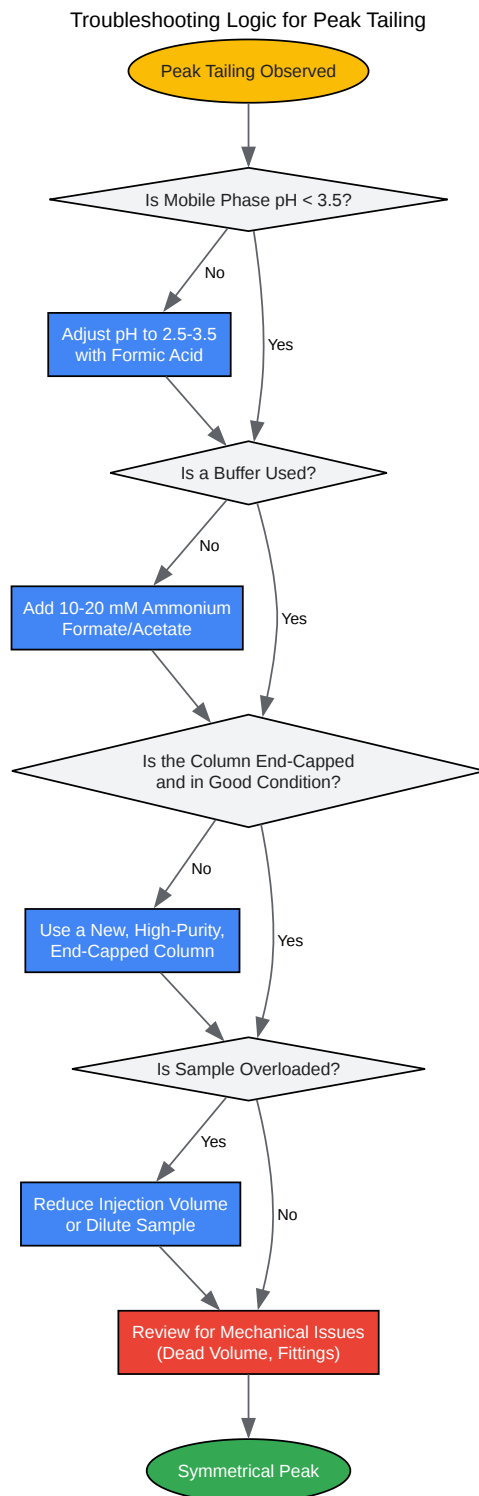 Troubleshooting Logic for Peak Tailing
Peak Tailing Observed
Is Mobile Phase pH < 3.5?
No
Adjust pH to 2.5-3.5
with Formic Acid
Yes
Is a Buffer Used?
No
Add 10-20 mM Ammonium
Formate/Acetate
Yes
Is the Column End-Capped
and in Good Condition?
No
Use a New, High-Purity,
End-Capped Column
Yes
Is Sample Overloaded?
Yes
Reduce Injection Volume
or Dilute Sample
No
Review for Mechanical Issues
(Dead Volume, Fittings)
Symmetrical Peak